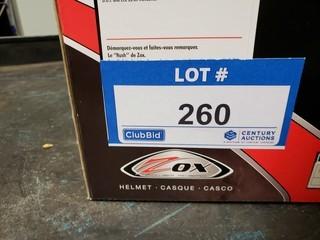 Démarquez-vous et faites-vous remarquez
Le "Rush" de Zox.
LOT #
260
ClubBid
CENTURY
AUCTIONS
ZOX
HELMET · CASQUE · CASCO